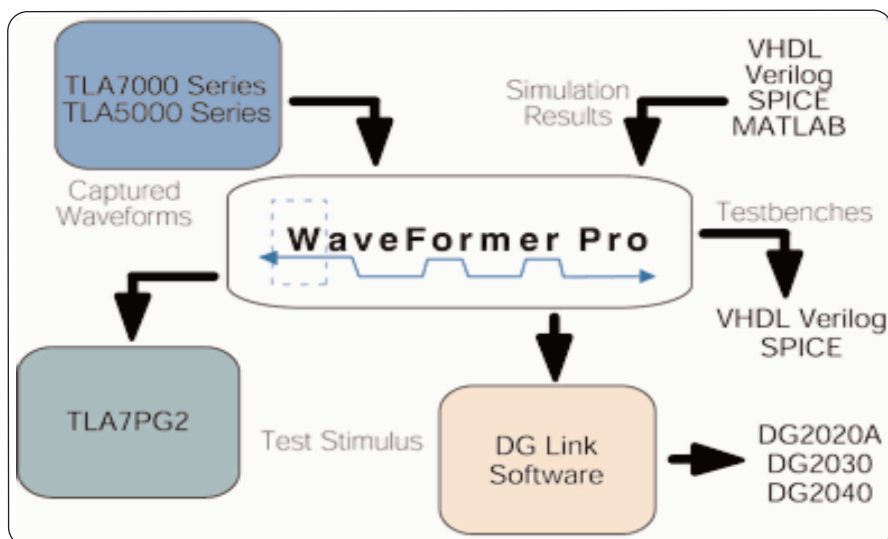 TLA7000 Series
TLA5000 Series
Captured
Waveforms
Simulation
Results
VHDL
Verilog
SPICE
MATLAB
WaveFormer Pro
Testbenches
VHDL Verilog
SPICE
TLA7PG2
Test Stimulus
DG Link
Software
DG2020A
DG2030
DG2040